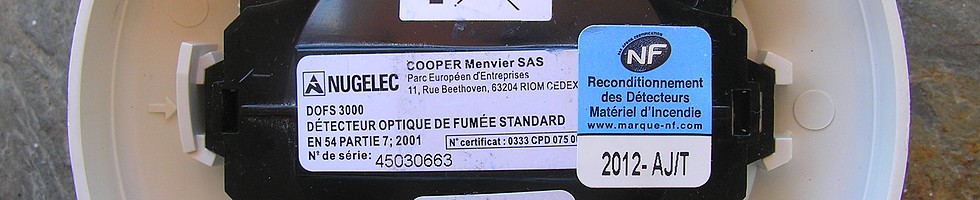 NUGELEC
COOPER Menvier SAS
Parc Européen d'Entreprises
11, Rue Beethoven, 63204 RIOM CEDEX
DOFS 3000
DÉTECTEUR OPTIQUE DE FUMÉE STANDARD
EN 54 PARTIE 7; 2001
N° certificat : 0333 CPD 075 0
N° de série: 45030663
NF
Reconditionnement
des Détecteurs
Matériel d'Incendie
www.marque-nf.com
2012- AJ/T